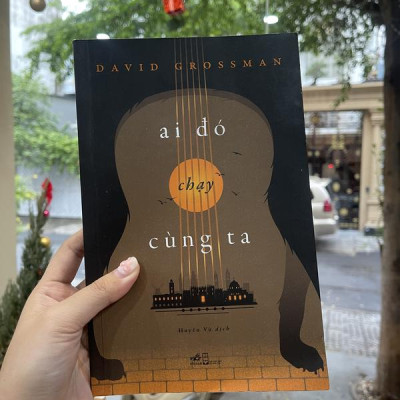 DAVID GROSSMAN
ai đó
chạy
cùng ta
Huyền Vũ dịch